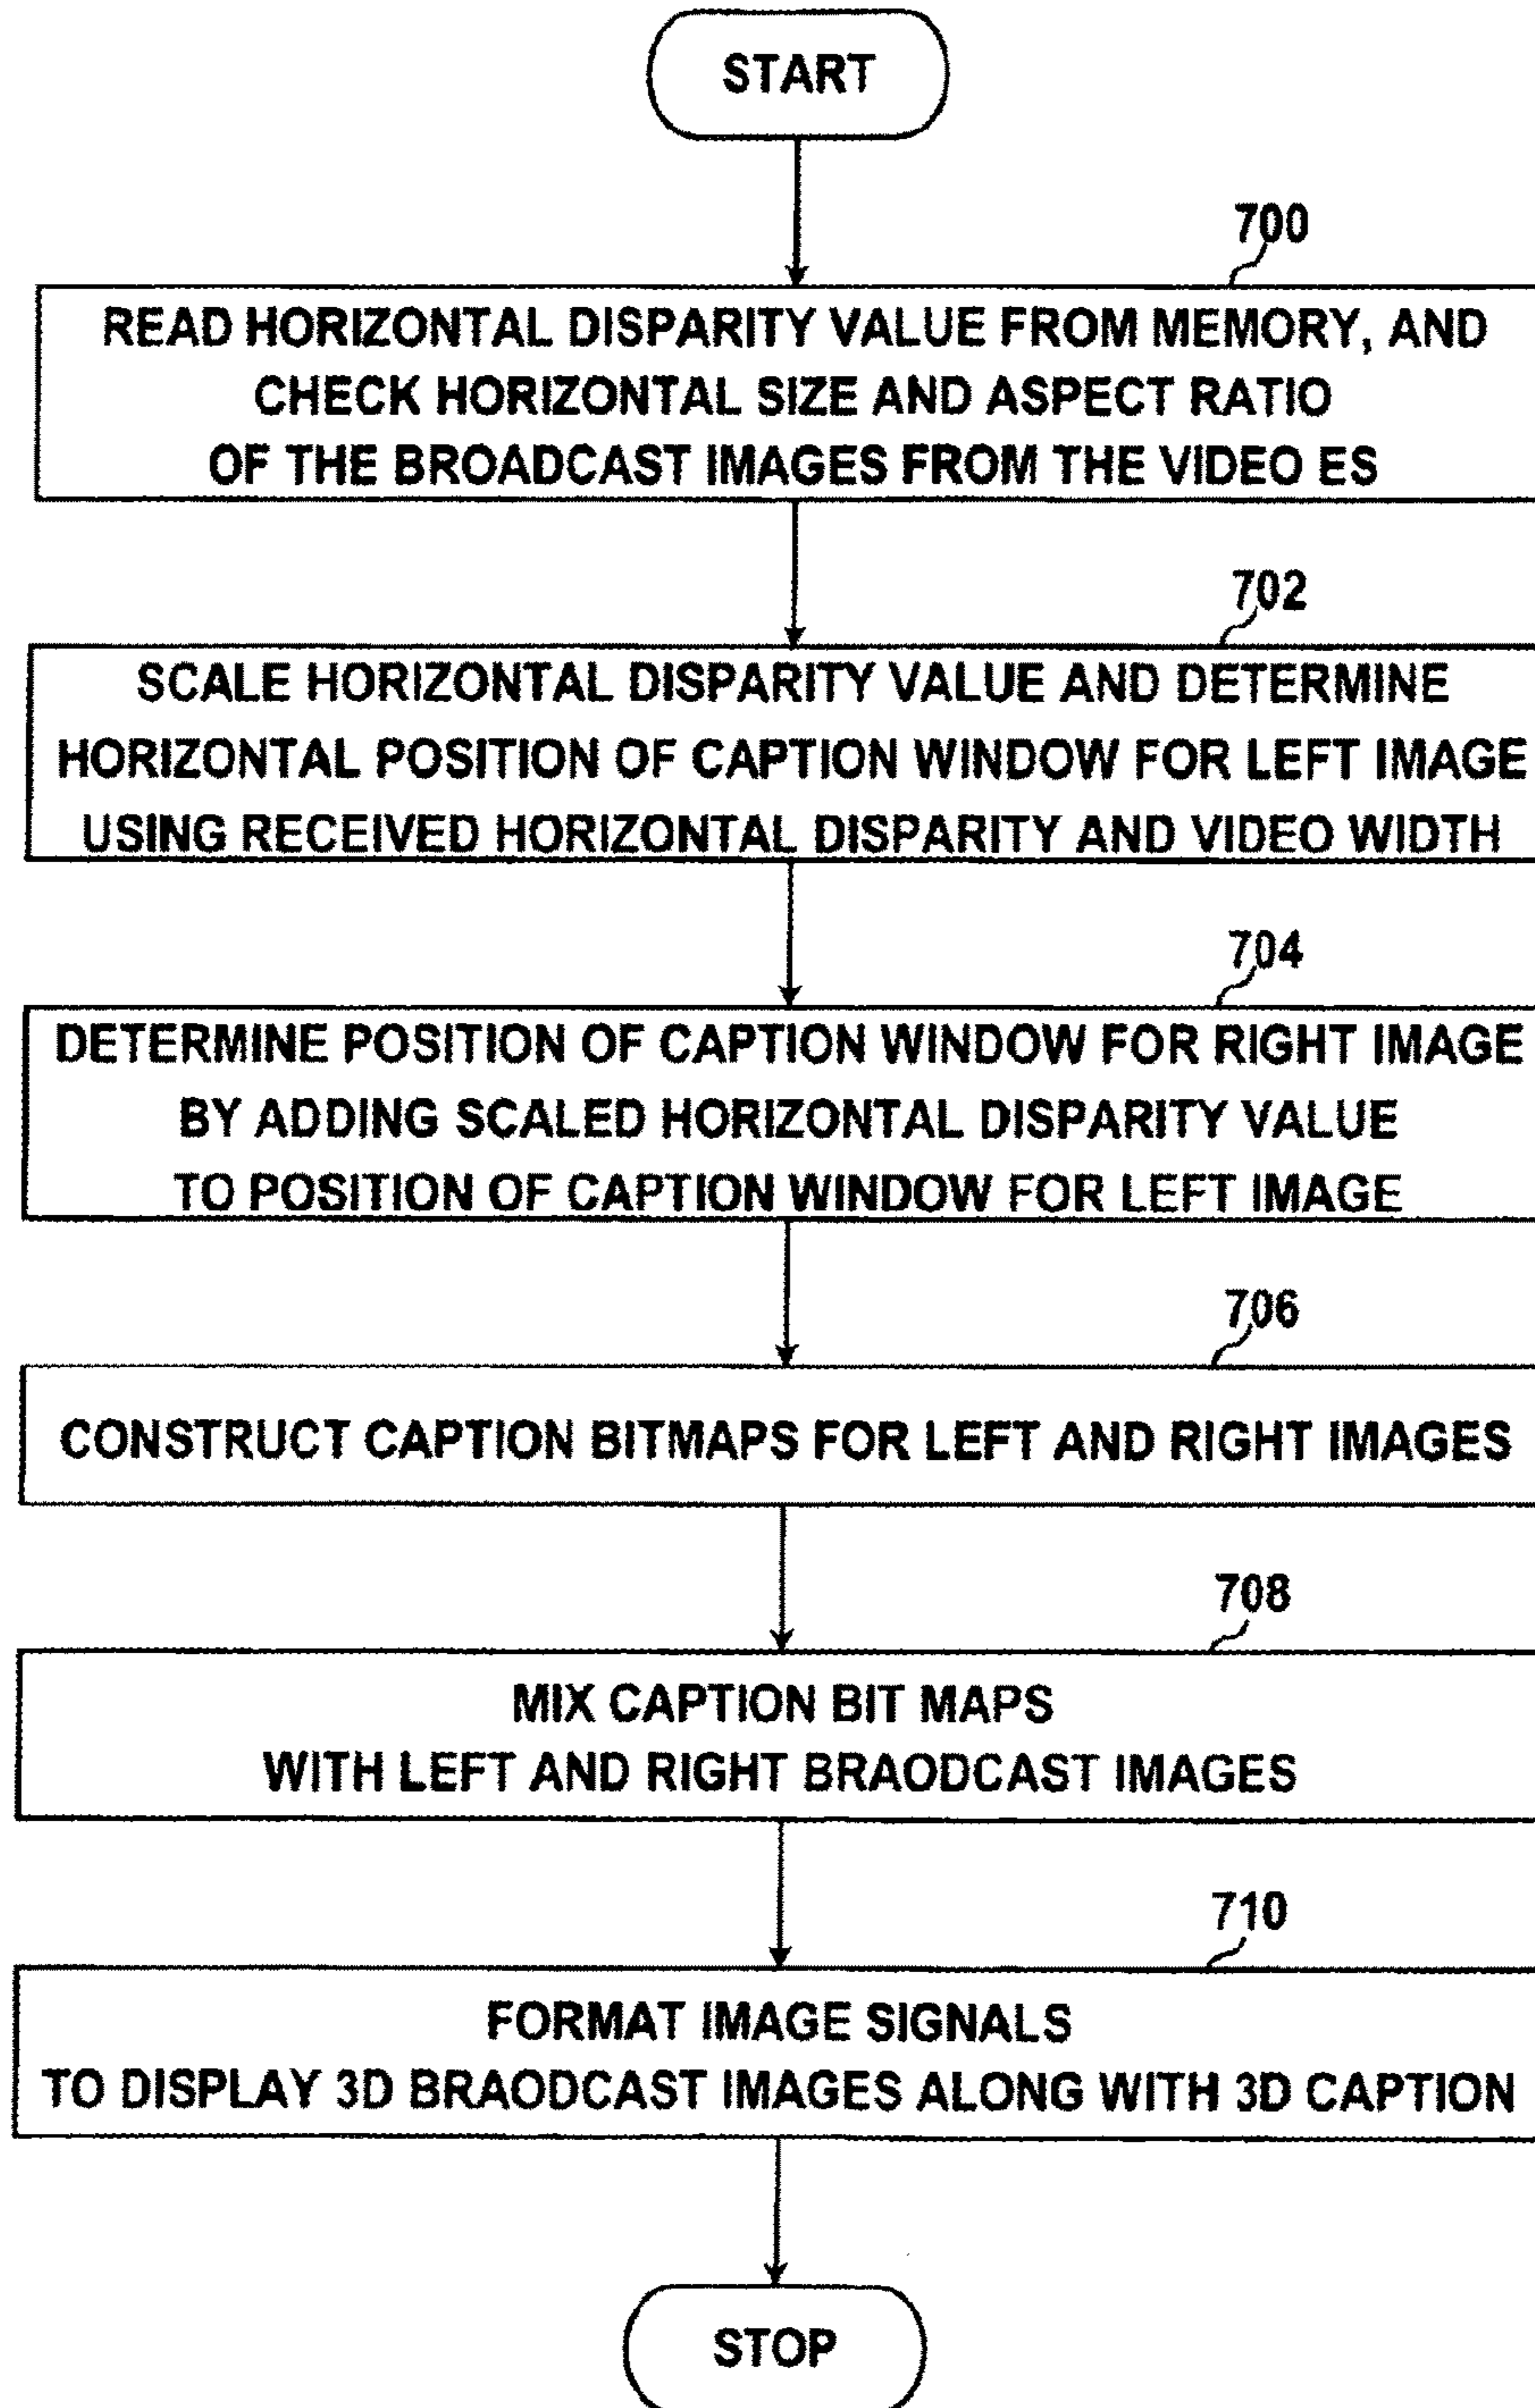 START
700
READ HORIZONTAL DISPARITY VALUE FROM MEMORY, AND
CHECK HORIZONTAL SIZE AND ASPECT RATIO
OF THE BROADCAST IMAGES FROM THE VIDEO ES
702
SCALE HORIZONTAL DISPARITY VALUE AND DETERMINE
HORIZONTAL POSITION OF CAPTION WINDOW FOR LEFT IMAGE
USING RECEIVED HORIZONTAL DISPARITY AND VIDEO WIDTH
704
DETERMINE POSITION OF CAPTION WINDOW FOR RIGHT IMAGE
BY ADDING SCALED HORIZONTAL DISPARITY VALUE
TO POSITION OF CAPTION WINDOW FOR LEFT IMAGE
706
CONSTRUCT CAPTION BITMAPS FOR LEFT AND RIGHT IMAGES
708
MIX CAPTION BIT MAPS
WITH LEFT AND RIGHT BRAODCAST IMAGES
710
FORMAT IMAGE SIGNALS
TO DISPLAY 3D BRAODCAST IMAGES ALONG WITH 3D CAPTION
STOP